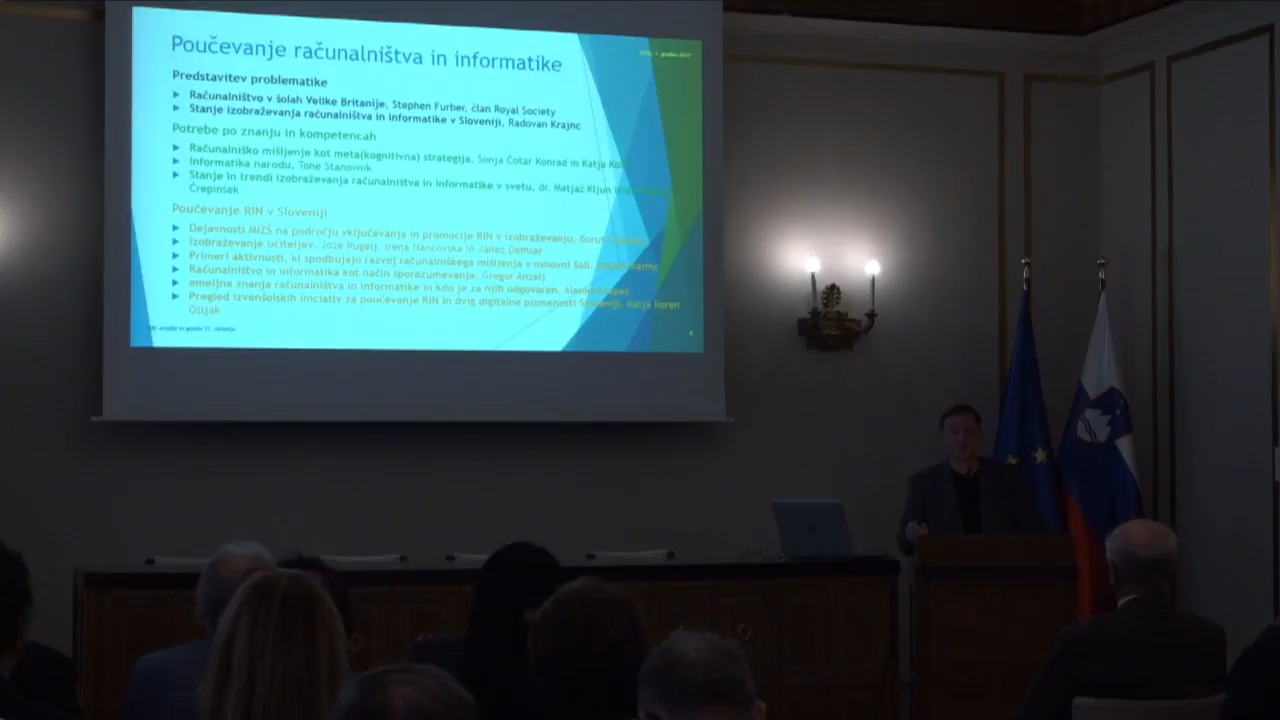 Poučevanje računalništva in informatike
Predstavitev problematike
Računalništvo v šolah Velike Britanije, Stephen Furber, član Royal Society
Stanje izobraževanja računalništva in informatike v Sloveniji, Radovan Krajnc
Potrebe po znanju in kompetencah
Računalniško mišljenje kot meta(kognitivna) strategija, Sonja Čotar Konrad in Katja
Informatika narodu, Tone Stanovnik
Stanje in trendi izobraževanja računalništva in informatike v svetu, dr. Matjaž Kljun
Črepinšek
Poučevanje RIN v Sloveniji
Dejavnosti MIZŠ na področju vključevanja in promocije RIN v izobraževanju, Borut
Izobraževanje učiteljev, Jože Rugelj, Irena Nančovska in Janez Demšar
Primeri aktivnosti, ki spodbujajo razvoj računalniškega mišljenja v osnovni šoli,
Računalništvo in informatika kot način sporazumevanja, Gregor Anželj
emeljna znanja računalništva in informatike in kdo je za njih odgovoren,
Pregled izvenšolskih iniciativ za poučevanje RIN in dvig digitalne pismenosti Katja Koren
Ošljak